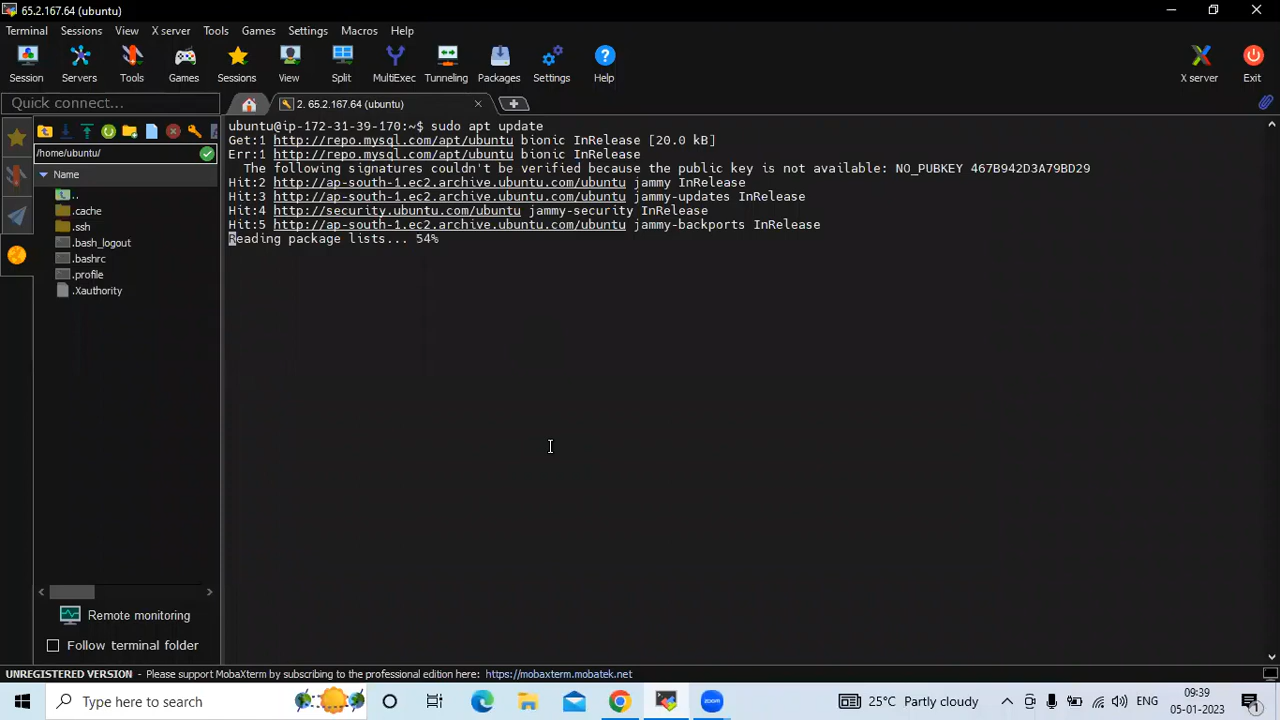 65.2.167.64 (ubuntu)
Terminal Sessions View X server Tools Games Settings Macros Help
Session Servers Tools Games Sessions View Split MultiExec Tunneling Packages Settings Help X server Exit
Quick connect...
2. 65.2.167.64 (ubuntu)
/home/ubuntu/
Name
..
.cache
.ssh
.bash_logout
.bashrc
.profile
.Xauthority
Remote monitoring
Follow terminal folder
ubuntu@ip-172-31-39-170:~$ sudo apt update
Get:1 http://repo.mysql.com/apt/ubuntu bionic InRelease [20.0 kB]
Err:1 http://repo.mysql.com/apt/ubuntu bionic InRelease
The following signatures couldn't be verified because the public key is not available: NO_PUBKEY 467B942D3A79BD29
Hit:2 http://ap-south-1.ec2.archive.ubuntu.com/ubuntu jammy InRelease
Hit:3 http://ap-south-1.ec2.archive.ubuntu.com/ubuntu jammy-updates InRelease
Hit:4 http://security.ubuntu.com/ubuntu jammy-security InRelease
Hit:5 http://ap-south-1.ec2.archive.ubuntu.com/ubuntu jammy-backports InRelease
Reading package lists... 54%
UNREGISTERED VERSION - Please support MobaXterm by subscribing to the professional edition here: https://mobaxterm.mobatek.net
Type here to search
zoom
25°C Partly cloudy
ENG
09:39
05-01-2023
1